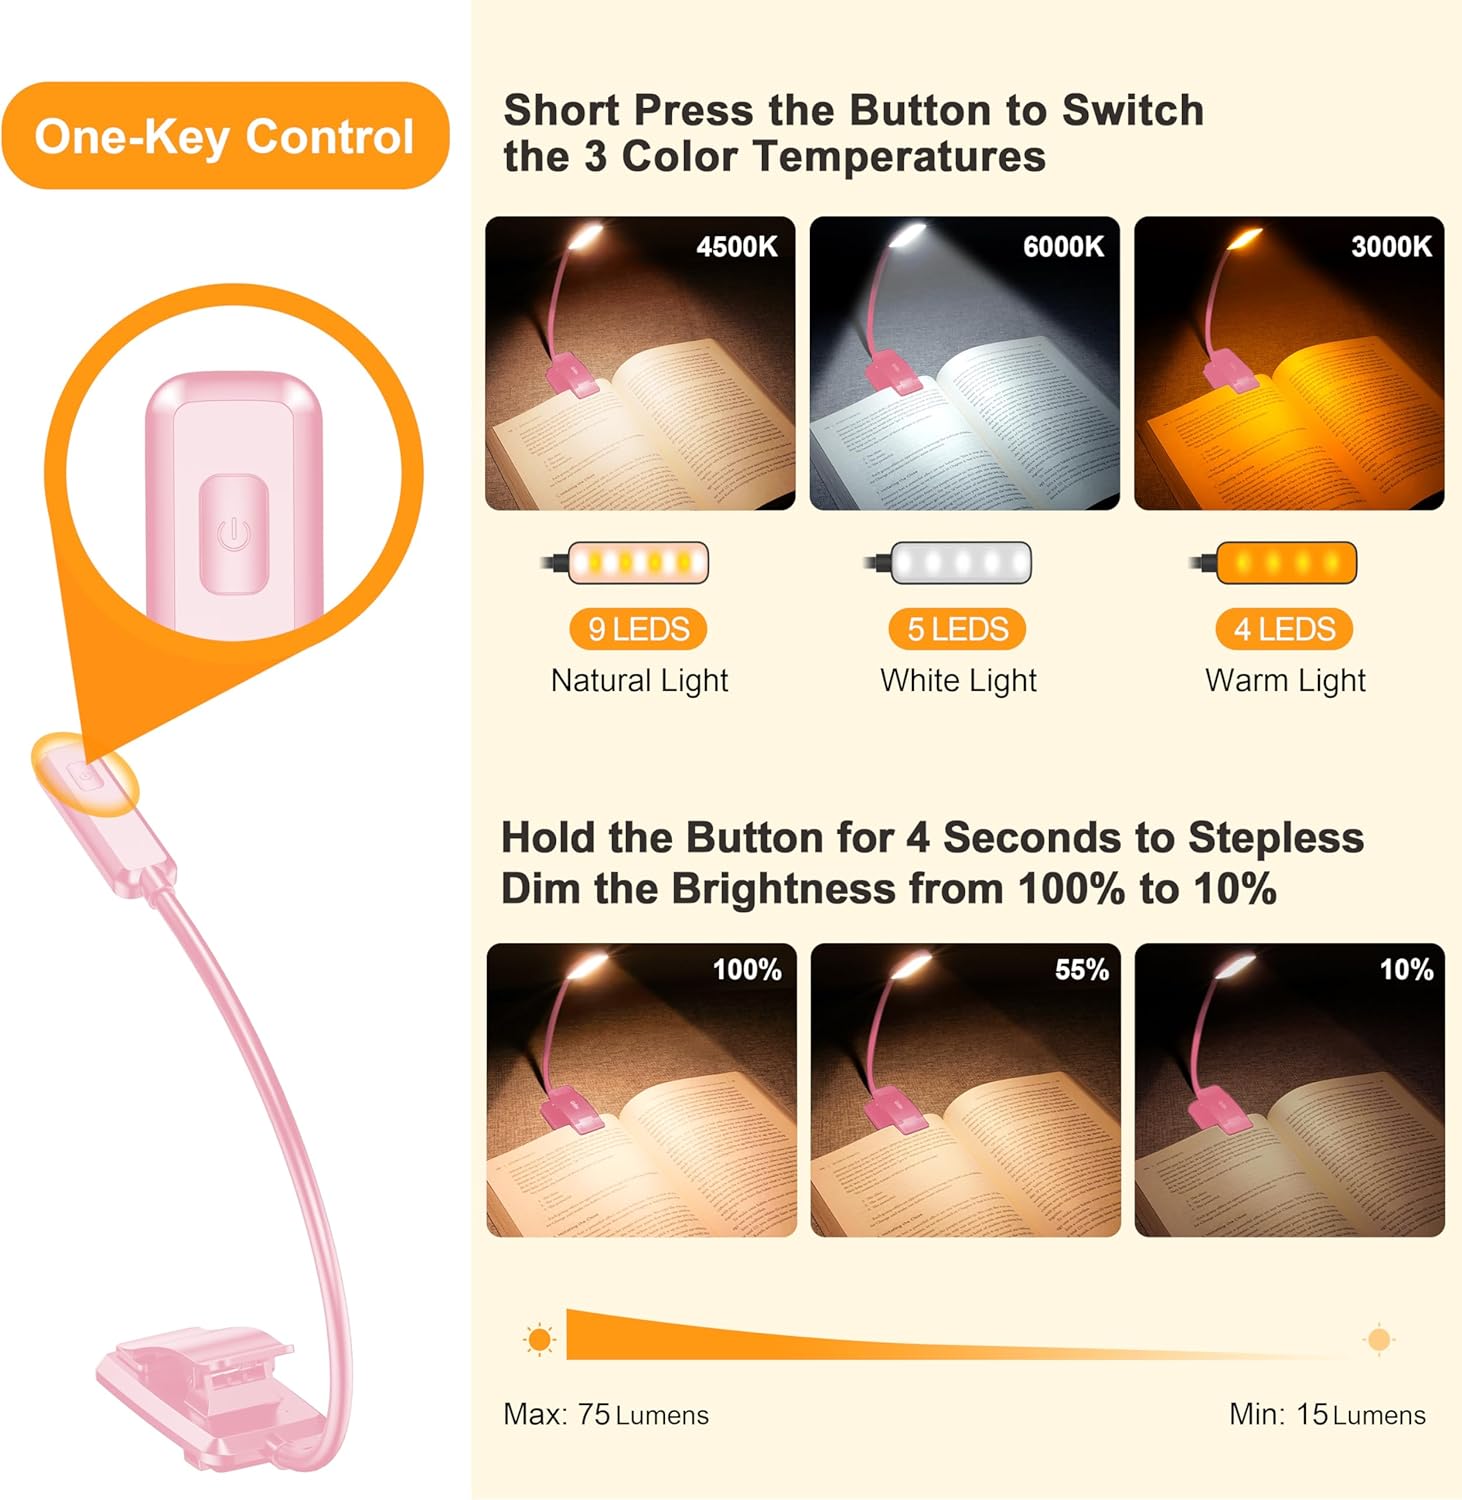 One-Key Control
Short Press the Button to Switch
the 3 Color Temperatures
4500K
6000K
3000K
9 LEDS
5 LEDS
4 LEDS
Natural Light
White Light
Warm Light
Hold the Button for 4 Seconds to Stepless
Dim the Brightness from 100% to 10%
100%
55%
10%
Max: 75 Lumens
Min: 15 Lumens